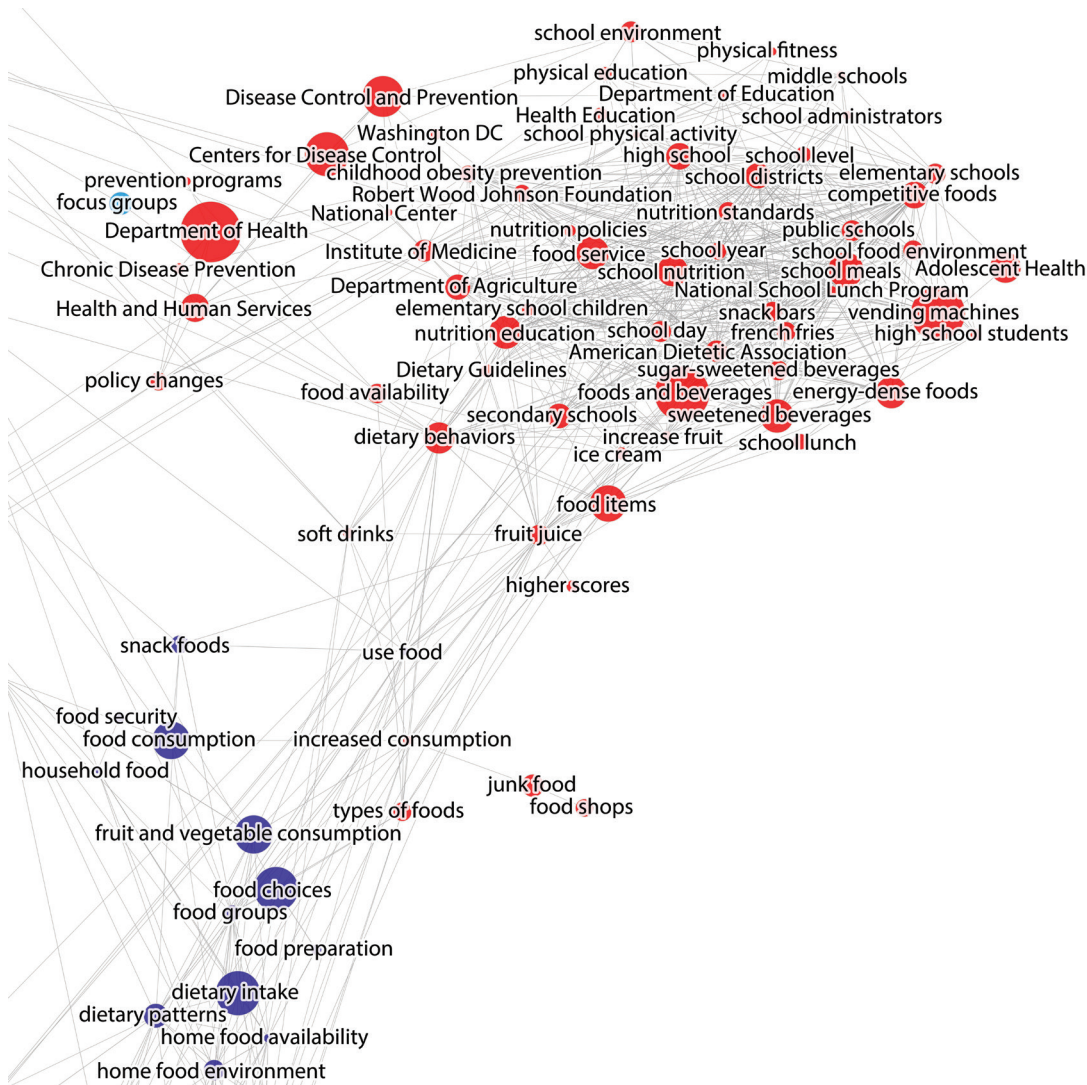 school environment
physical fitness
physical education
middle schools
Disease Control and Prevention
Department of Education
Health Education
school administrators
Washington DC
school physical activity
Centers for Disease Control
high school
school level
childhood obesity prevention
school districts
elementary schools
prevention programs
Robert Wood Johnson Foundation
competitive foods
focus groups
National Center
nutrition standards
Department of Health
nutrition policies
public schools
Institute of Medicine
food service
school year
school food environment
Chronic Disease Prevention
school nutrition
school meals
Adolescent Health
Department of Agriculture
National School Lunch Program
Health and Human Services
elementary school children
snack bars
vending machines
nutrition education
school day
french fries
high school students
American Dietetic Association
Dietary Guidelines
sugar-sweetened beverages
policy changes
food availability
foods and beverages
energy-dense foods
secondary schools
sweetened beverages
dietary behaviors
increase fruit
school lunch
ice cream
food items
soft drinks
fruit juice
higher scores
snack foods
use food
food security
food consumption
increased consumption
household food
junk food
food shops
types of foods
fruit and vegetable consumption
food choices
food groups
food preparation
dietary intake
dietary patterns
home food availability
home food environment